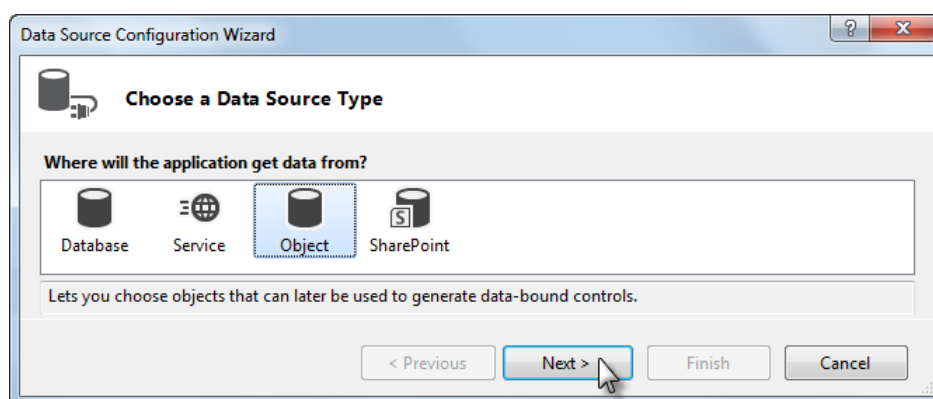 Data Source Configuration Wizard
?
X
Choose a Data Source Type
Where will the application get data from?
Database Service Object SharePoint
S
Lets you choose objects that can later be used to generate data-bound controls.
< Previous Next > Finish Cancel